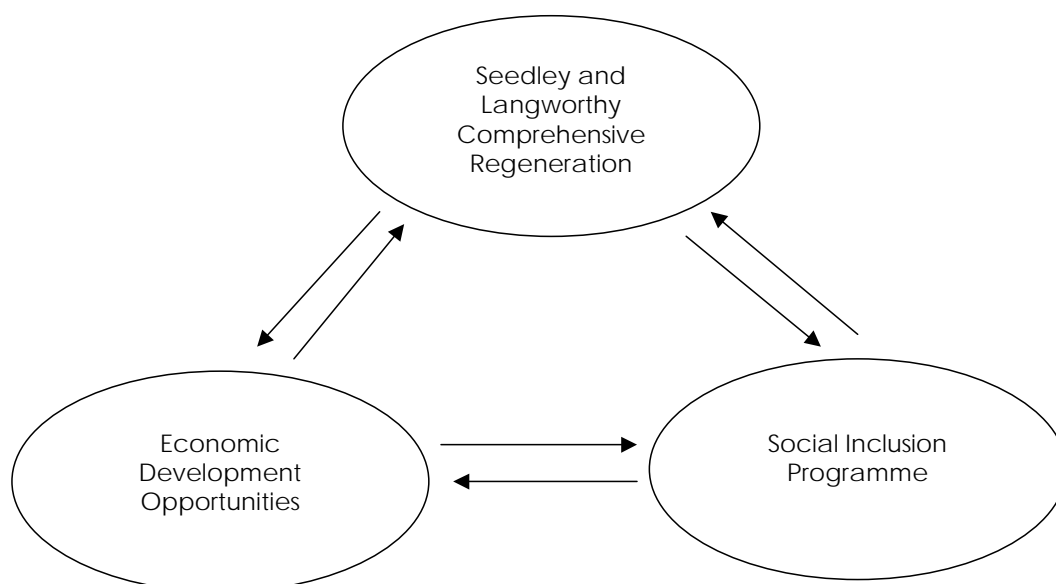 Seedley and
Langworthy
Comprehensive
Regeneration
Economic
Development
Opportunities
Social Inclusion
Programme